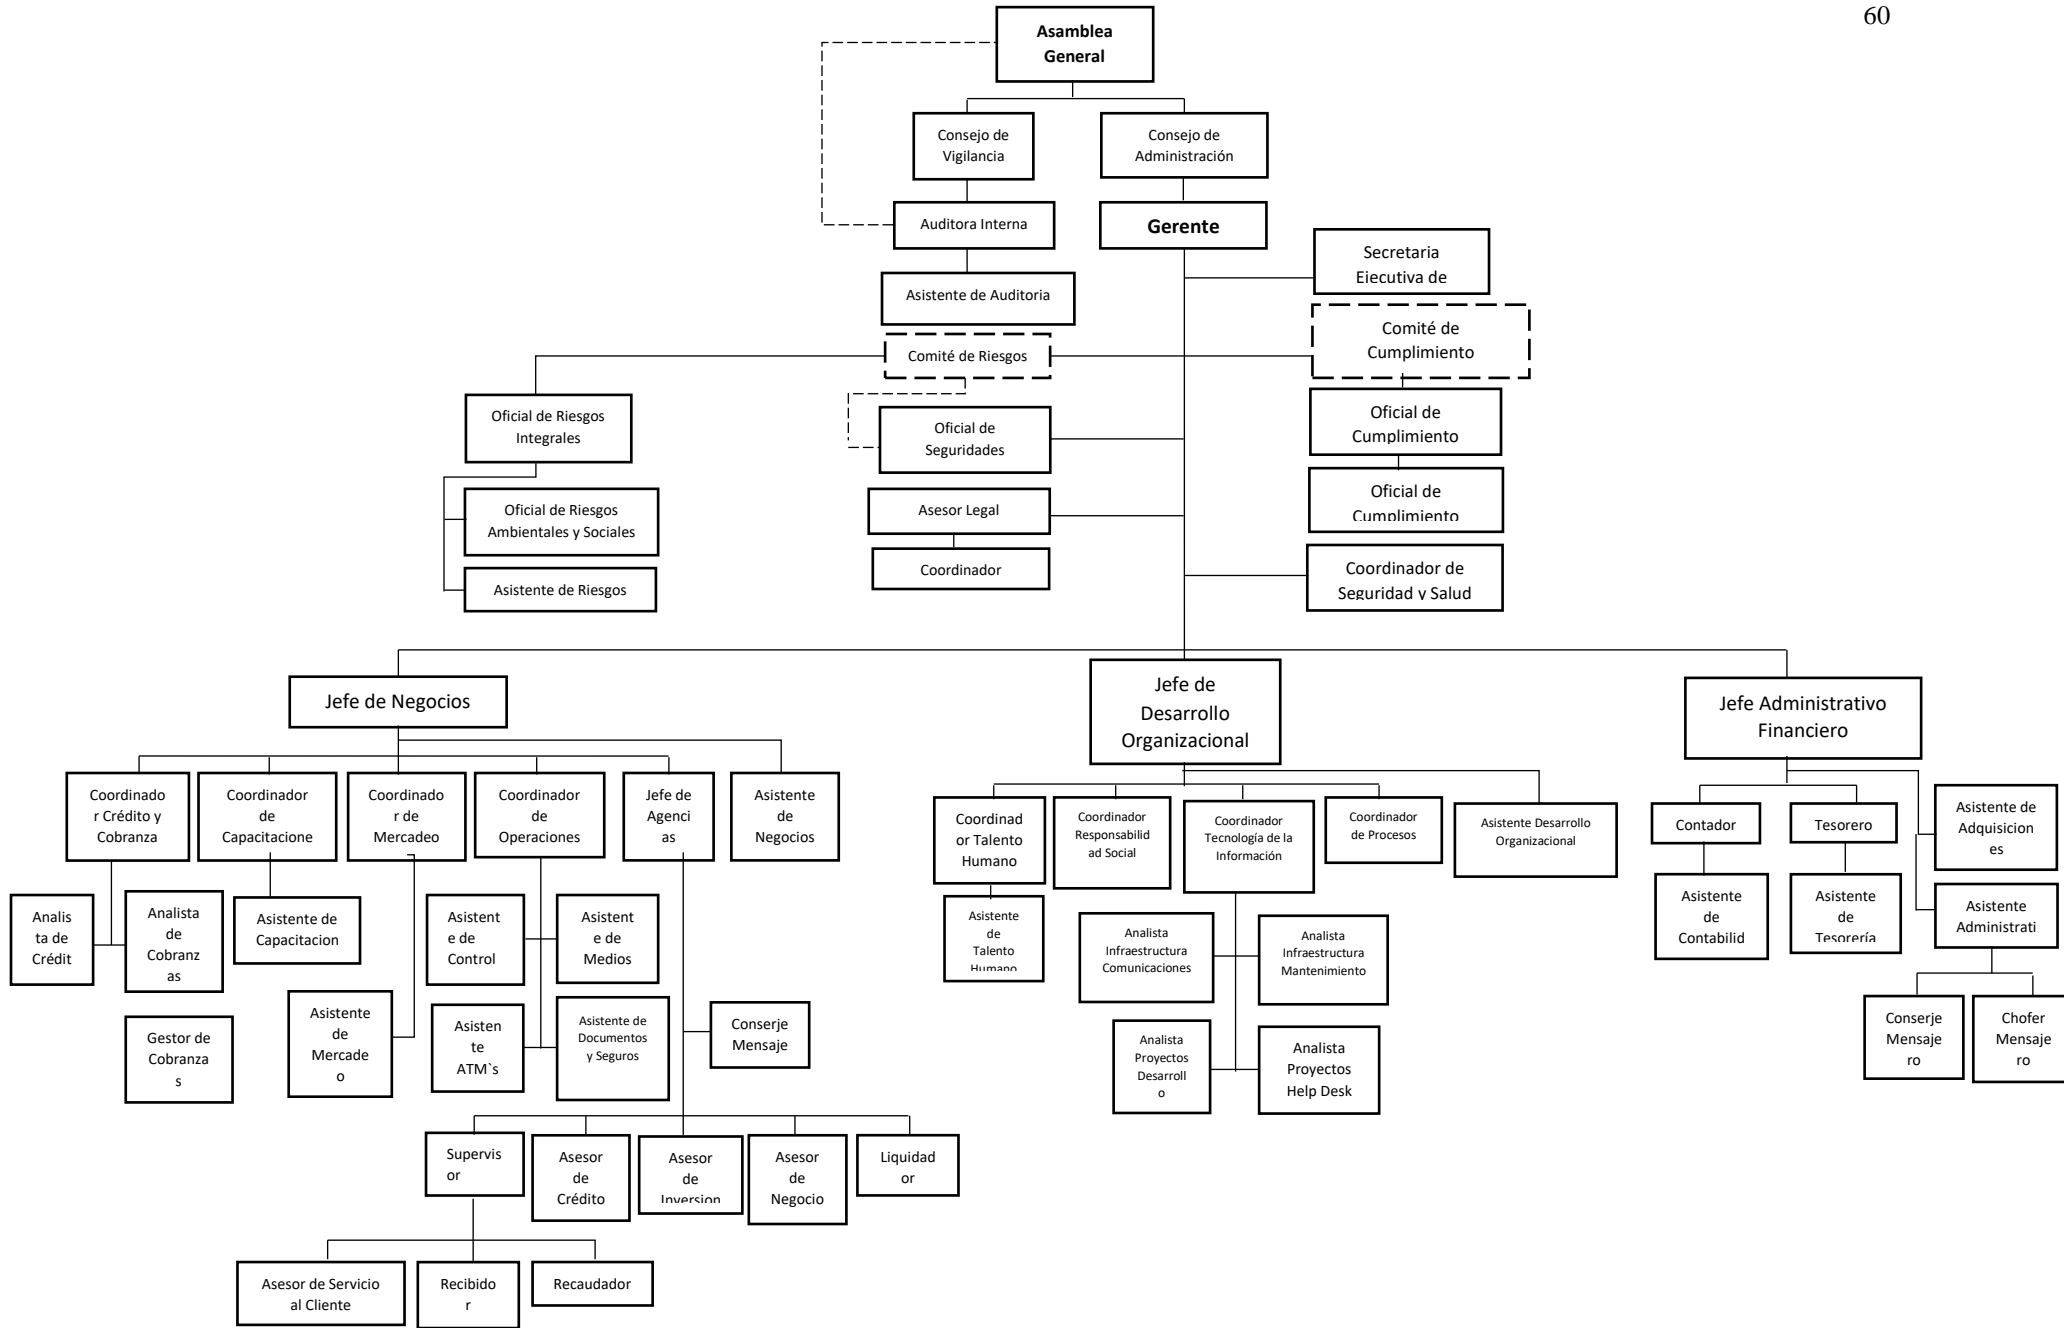 60
Asamblea
General
Consejo de
Vigilancia
Consejo de
Administración
Auditora Interna
Gerente
Secretaria
Ejecutiva de
Asistente de Auditoria
Comité de Riesgos
Comité de
Cumplimiento
Oficial de Riesgos
Integrales
Oficial de
Seguridades
Oficial de
Cumplimiento
Oficial de Riesgos
Ambientales y Sociales
Asesor Legal
Oficial de
Cumplimiento
Asistente de Riesgos
Coordinador
Coordinador de
Seguridad y Salud
Jefe de Negocios
Jefe de
Desarrollo
Organizacional
Jefe Administrativo
Financiero
Coordinado
r Crédito y
Cobranza
Coordinador
de
Capacitacione
Coordinado
r de
Mercadeo
Coordinador
de
Operaciones
Jefe de
Agenci
as
Asistente
de
Negocios
Coordinad
or Talento
Humano
Coordinador
Responsabilid
ad Social
Coordinador
Tecnología de la
Información
Coordinador
de Procesos
Asistente Desarrollo
Organizacional
Contador
Tesorero
Asistente de
Adquisicion
es
Analis
ta de
Crédit
Analista
de
Cobranz
as
Asistente de
Capacitacion
Asistent
e de
Control
Asistent
e de
Medios
Asistente
de
Talento
Humano
Analista
Infraestructura
Comunicaciones
Analista
Infraestructura
Mantenimiento
Asistente
de
Contabilid
Asistente
de
Tesorería
Asistente
Administrati
Gestor de
Cobranza
s
Asistente
de
Mercade
o
Asisten
te
ATM`s
Asistente de
Documentos
y Seguros
Conserje
Mensaje
Analista
Proyectos
Desarroll
o
Analista
Proyectos
Help Desk
Conserje
Mensaje
ro
Chofer
Mensaje
ro
Supervis
or
Asesor
de
Crédito
Asesor
de
Inversion
Asesor
de
Negocio
Liquidad
or
Asesor de Servicio
al Cliente
Recibido
r
Recaudador